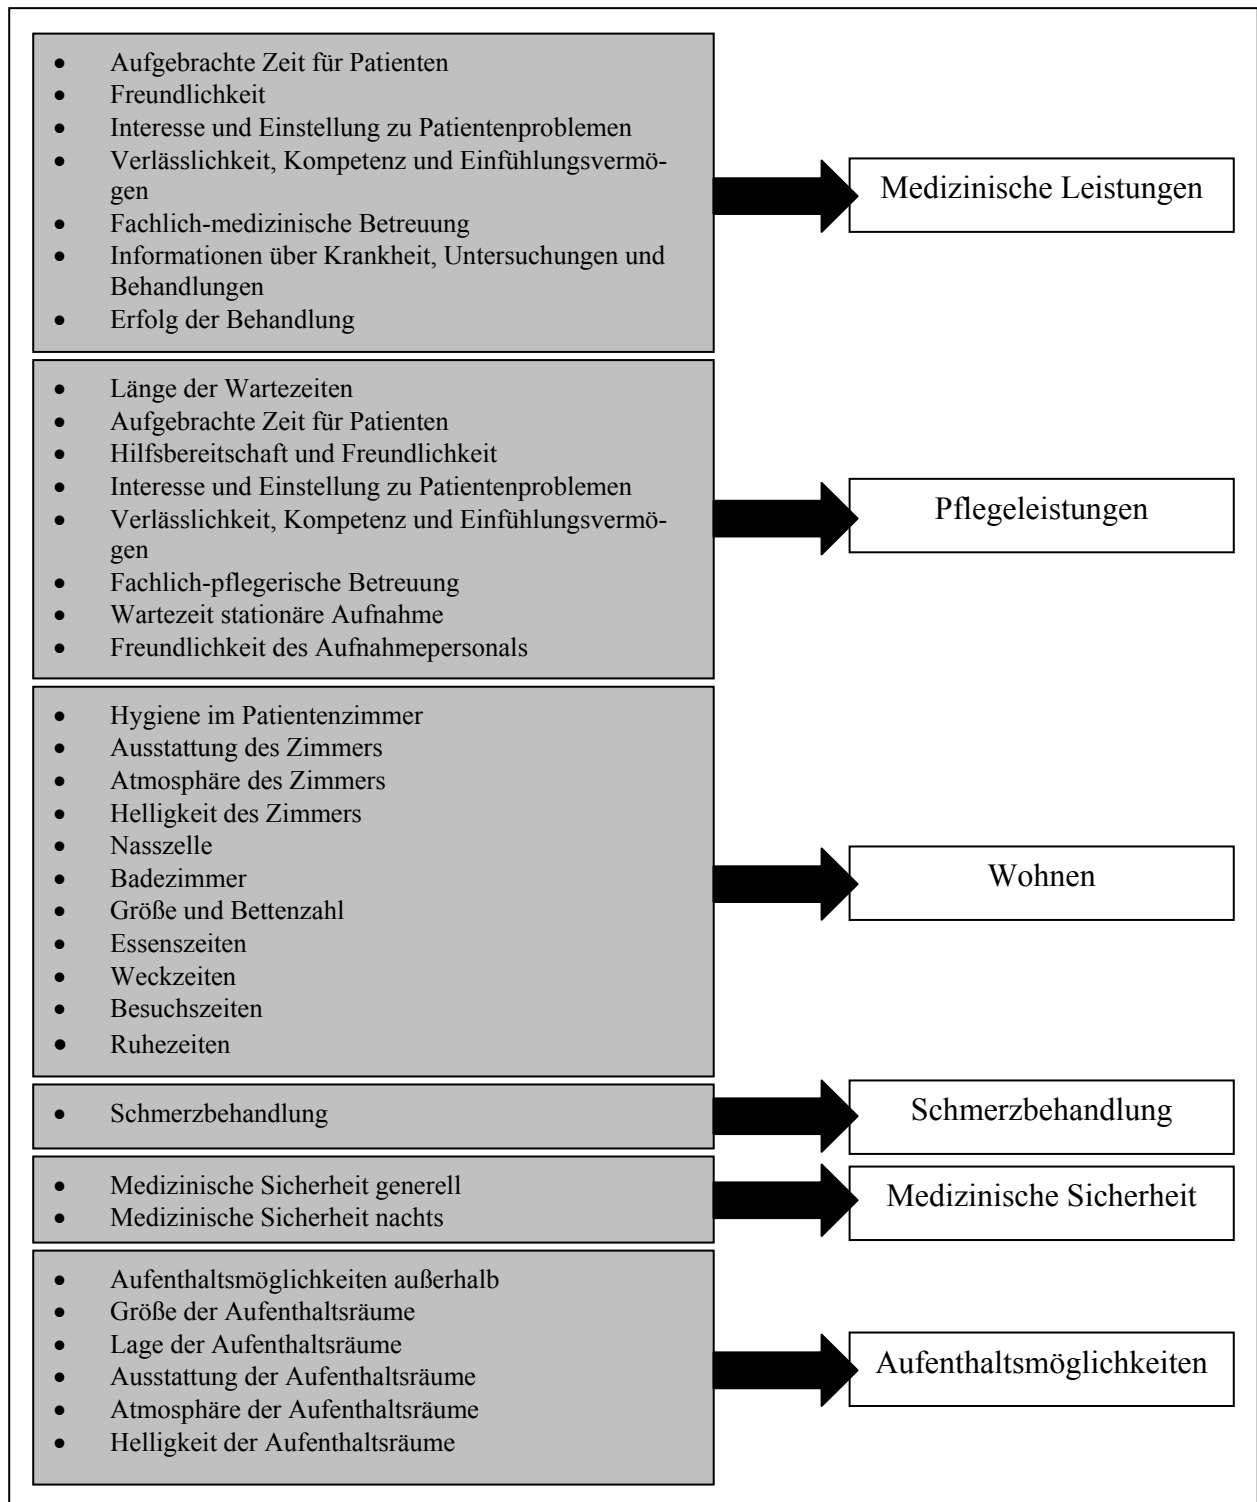 • Aufgebrachte Zeit für Patienten
• Freundlichkeit
• Interesse und Einstellung zu Patientenproblemen
• Verlässlichkeit, Kompetenz und Einfühlungsvermö-
gen
• Fachlich-medizinische Betreuung
• Informationen über Krankheit, Untersuchungen und
Behandlungen
• Erfolg der Behandlung
Medizinische Leistungen
• Länge der Wartezeiten
• Aufgebrachte Zeit für Patienten
• Hilfsbereitschaft und Freundlichkeit
• Interesse und Einstellung zu Patientenproblemen
• Verlässlichkeit, Kompetenz und Einfühlungsvermö-
gen
• Fachlich-pflegerische Betreuung
• Wartezeit stationäre Aufnahme
• Freundlichkeit des Aufnahmepersonals
Pflegeleistungen
• Hygiene im Patientenzimmer
• Ausstattung des Zimmers
• Atmosphäre des Zimmers
• Helligkeit des Zimmers
• Nasszelle
• Badezimmer
• Größe und Bettenzahl
• Essenszeiten
• Weckzeiten
• Besuchszeiten
• Ruhezeiten
Wohnen
• Schmerzbehandlung
Schmerzbehandlung
• Medizinische Sicherheit generell
• Medizinische Sicherheit nachts
Medizinische Sicherheit
• Aufenthaltsmöglichkeiten außerhalb
• Größe der Aufenthaltsräume
• Lage der Aufenthaltsräume
• Ausstattung der Aufenthaltsräume
• Atmosphäre der Aufenthaltsräume
• Helligkeit der Aufenthaltsräume
Aufenthaltsmöglichkeiten